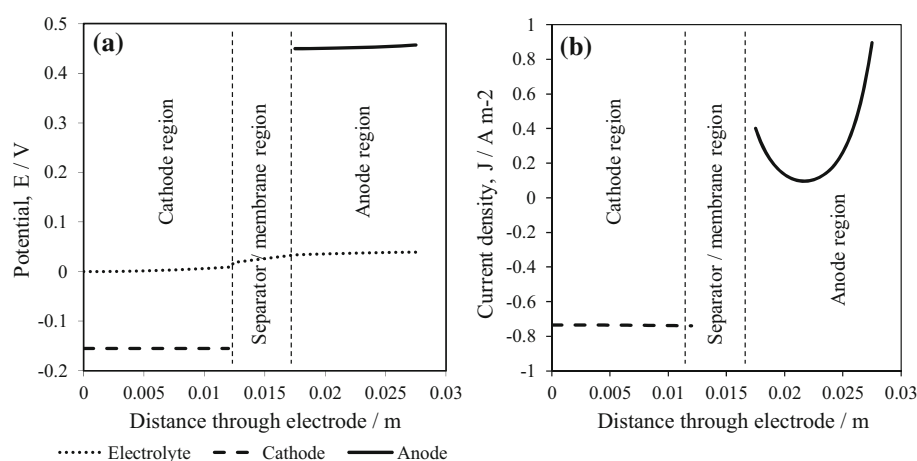 (a)
Potential, E / V
0.5
0.4
0.3
0.2
0.1
0
-0.1
-0.2
Cathode region
Separator / membrane region
Anode region
0
0.005
0.01
0.015
0.02
0.025
0.03
Distance through electrode / m
(b)
Current density, J / A m-2
1
0.8
0.6
0.4
0.2
0
-0.2
-0.4
-0.6
-0.8
-1
Cathode region
Separator / membrane region
Anode region
0
0.005
0.01
0.015
0.02
0.025
0.03
Distance through electrode / m
Electrolyte
Cathode
Anode